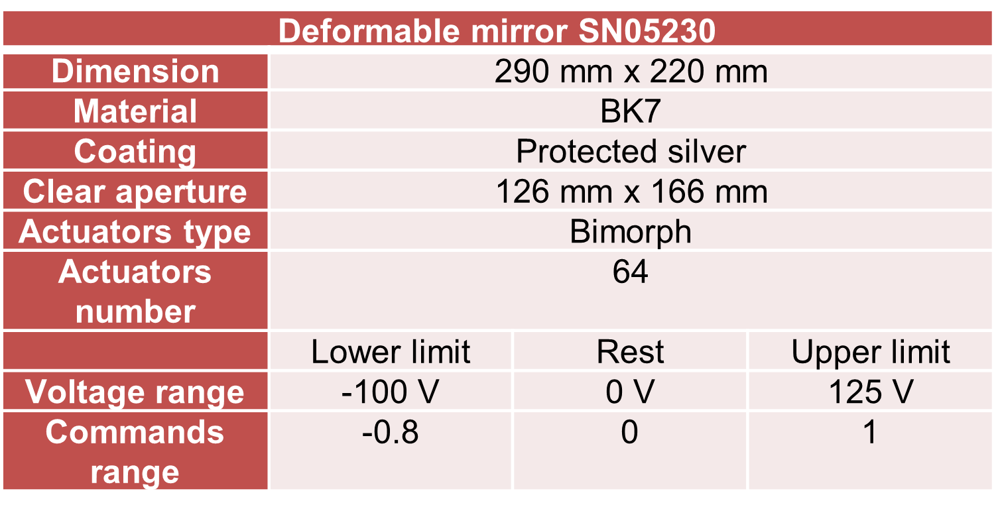 Deformable mirror SN05230
Dimension 290 mm x 220 mm
Material BK7
Coating Protected silver
Clear aperture 126 mm x 166 mm
Actuators type Bimorph
Actuators 64
number
Lower limit Rest Upper limit
Voltage range -100 V 0 V 125 V
Commands -0.8 0 1
range